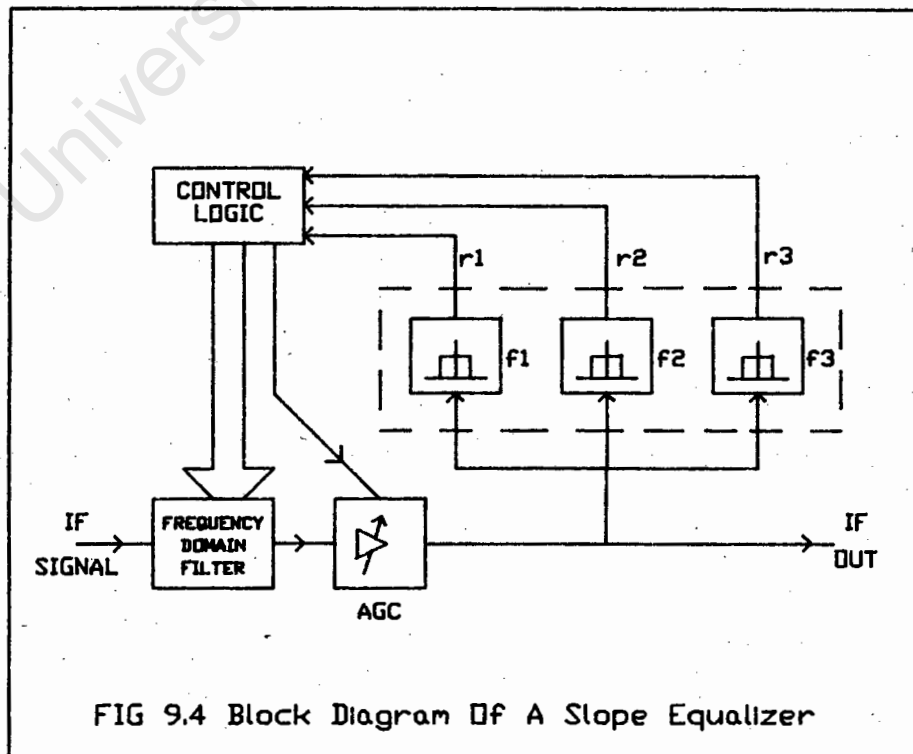 Universi
CONTROL
LOGIC
r1
r2
r3
f1
f2
f3
IF
SIGNAL
FREQUENCY
DOMAIN
FILTER
AGC
IF
OUT
FIG 9.4 Block Diagram Of A Slope Equalizer